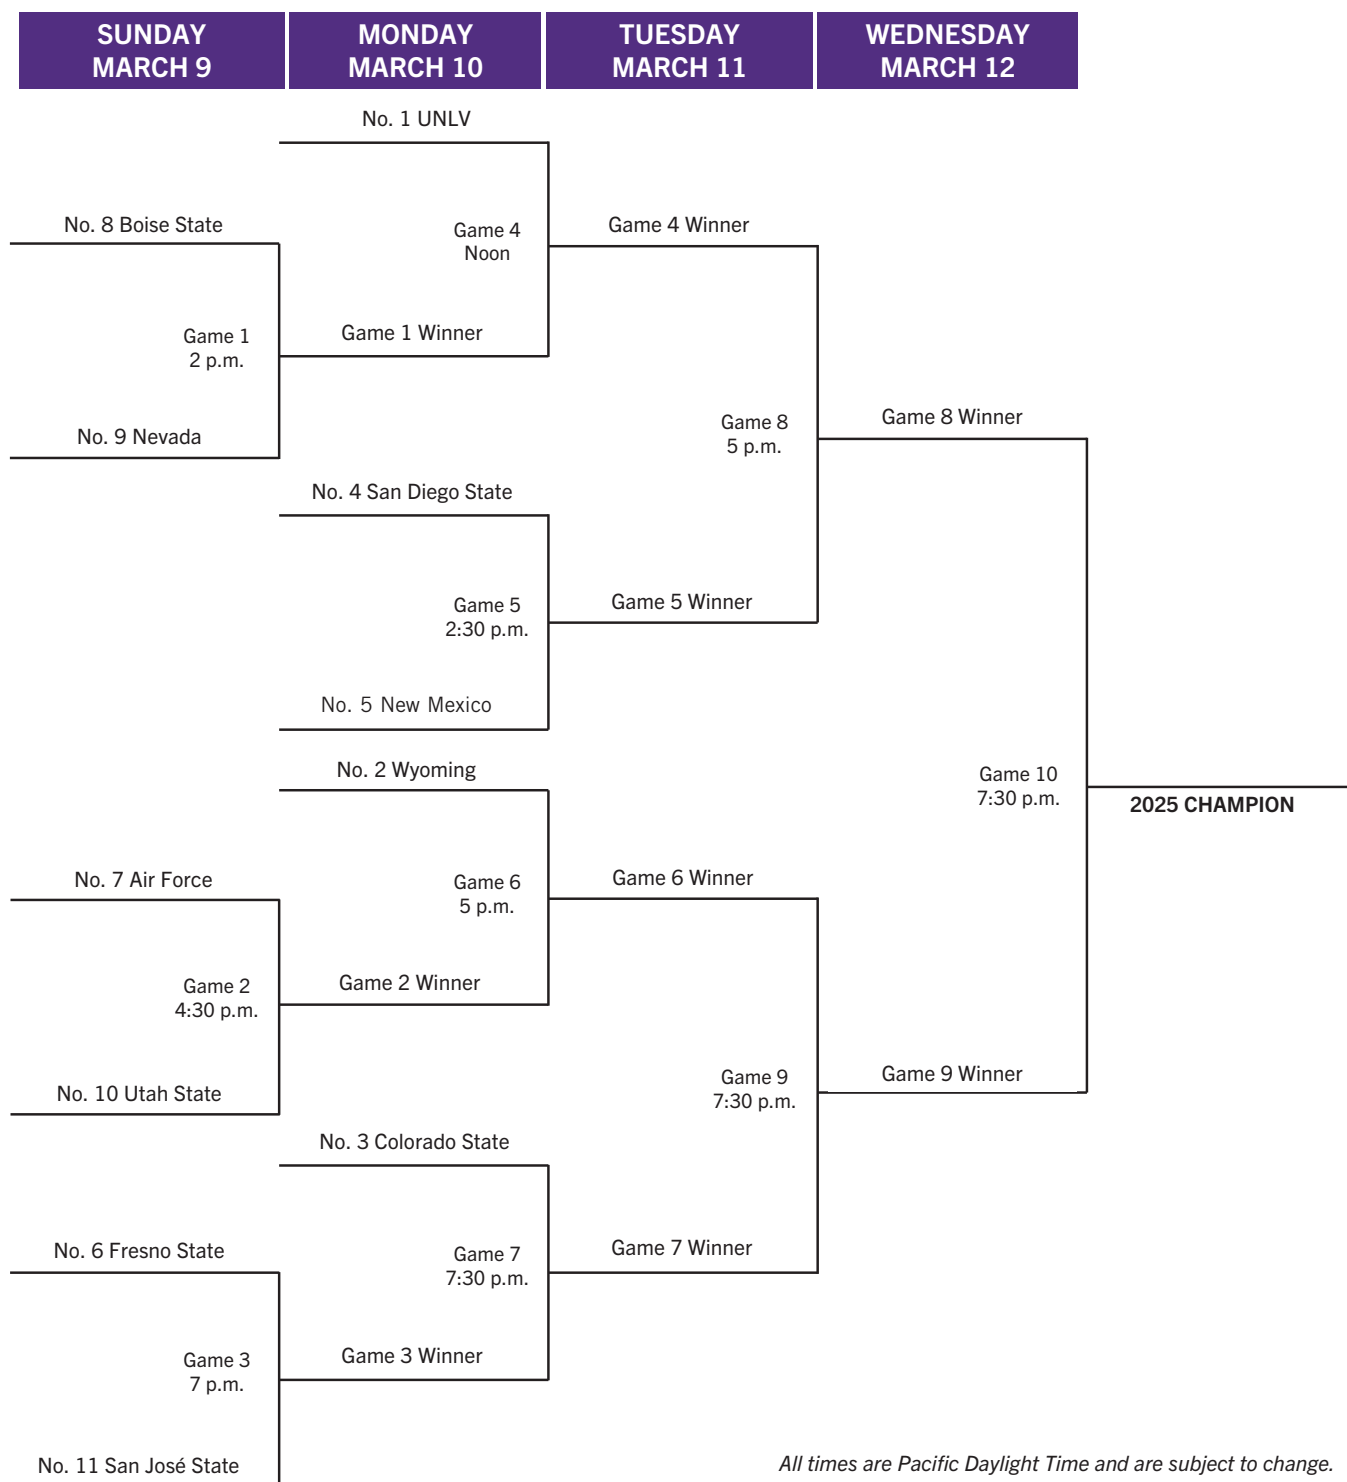 SUNDAY
MARCH 9
MONDAY
MARCH 10
TUESDAY
MARCH 11
WEDNESDAY
MARCH 12
No. 1 UNLV
No. 8 Boise State
Game 4
Noon
Game 4 Winner
Game 1
2 p.m.
Game 1 Winner
No. 9 Nevada
Game 8
5 p.m.
Game 8 Winner
No. 4 San Diego State
Game 5
2:30 p.m.
Game 5 Winner
No. 5 New Mexico
No. 2 Wyoming
Game 10
7:30 p.m.
2025 CHAMPION
No. 7 Air Force
Game 6
5 p.m.
Game 6 Winner
Game 2
4:30 p.m.
Game 2 Winner
No. 10 Utah State
Game 9
7:30 p.m.
Game 9 Winner
No. 3 Colorado State
No. 6 Fresno State
Game 7
7:30 p.m.
Game 7 Winner
Game 3
7 p.m.
Game 3 Winner
No. 11 San José State
All times are Pacific Daylight Time and are subject to change.